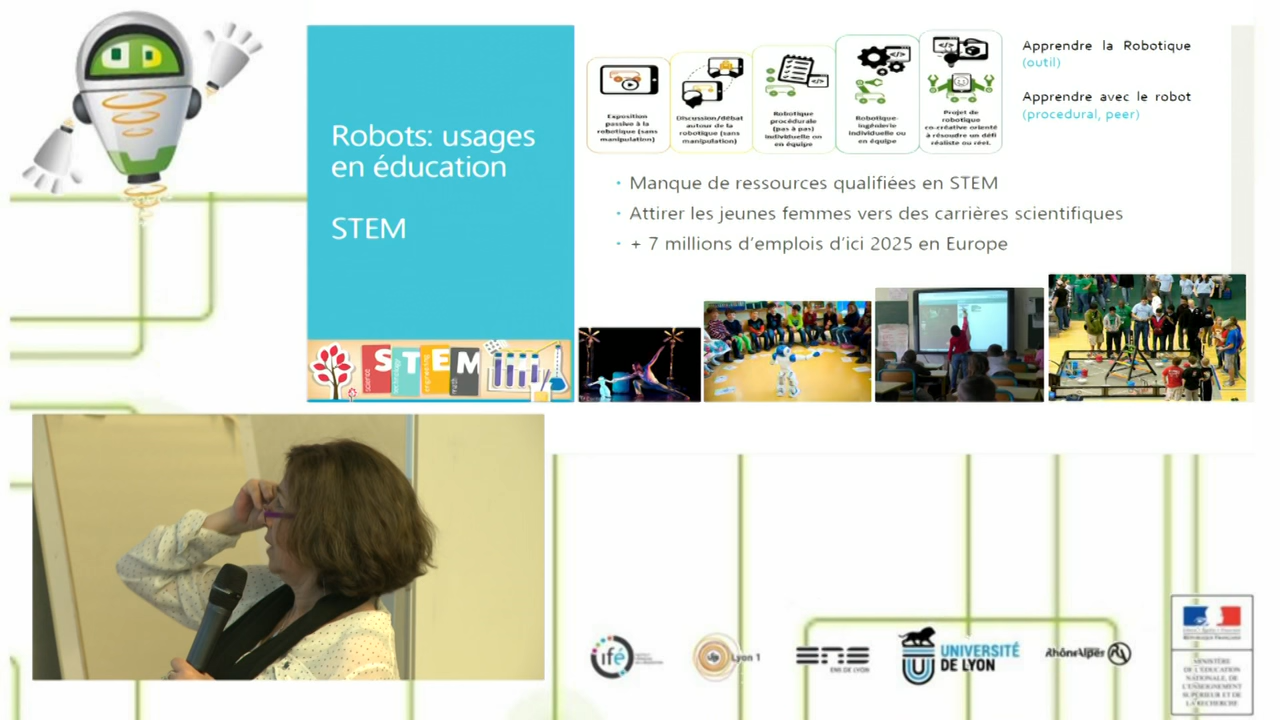 Robots: usages
en éducation
STEM
STEM
science
Exposition
passive à la
robotique (sans
manipulation)
Discussion/débat
autour de la
robotique (sans
manipulation)
Robotique
procédurale
(pas à pas)
individuelle ou
en équipe
Robotique-
ingénierie
individuelle ou
en équipe
Projet de
robotique
co-créative orienté
à résoudre un défi
réaliste ou réel.
Apprendre la Robotique
(outil)
Apprendre avec le robot
(procedural, peer)
• Manque de ressources qualifiées en STEM
• Attirer les jeunes femmes vers des carrières scientifiques
• + 7 millions d'emplois d'ici 2025 en Europe
ifé
Lyon 1
ENS
ENS DE LYON
UNIVERSITÉ
DE LYON
RhôneAlpes
MINISTÈRE
DE L'ÉDUCATION
NATIONALE, DE
L'ENSEIGNEMENT
SUPÉRIEUR ET DE
LA RECHERCHE